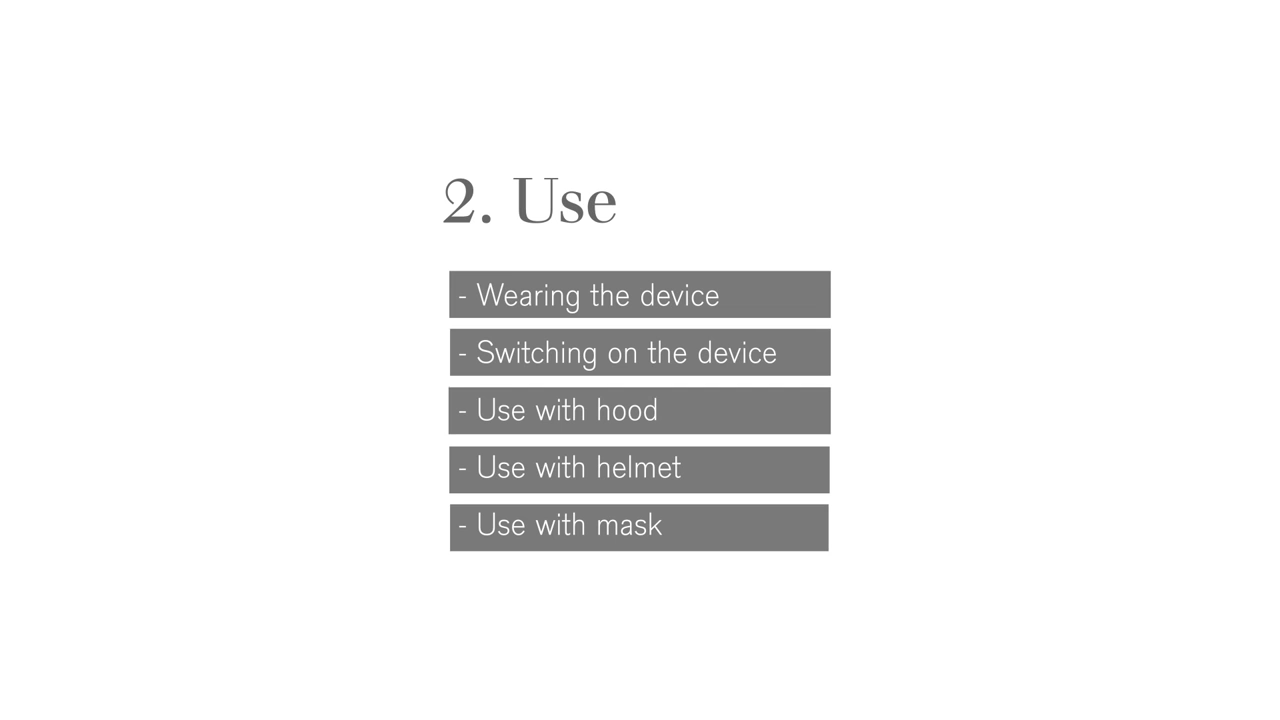 2. Use
- Wearing the device
- Switching on the device
- Use with hood
- Use with helmet
- Use with mask